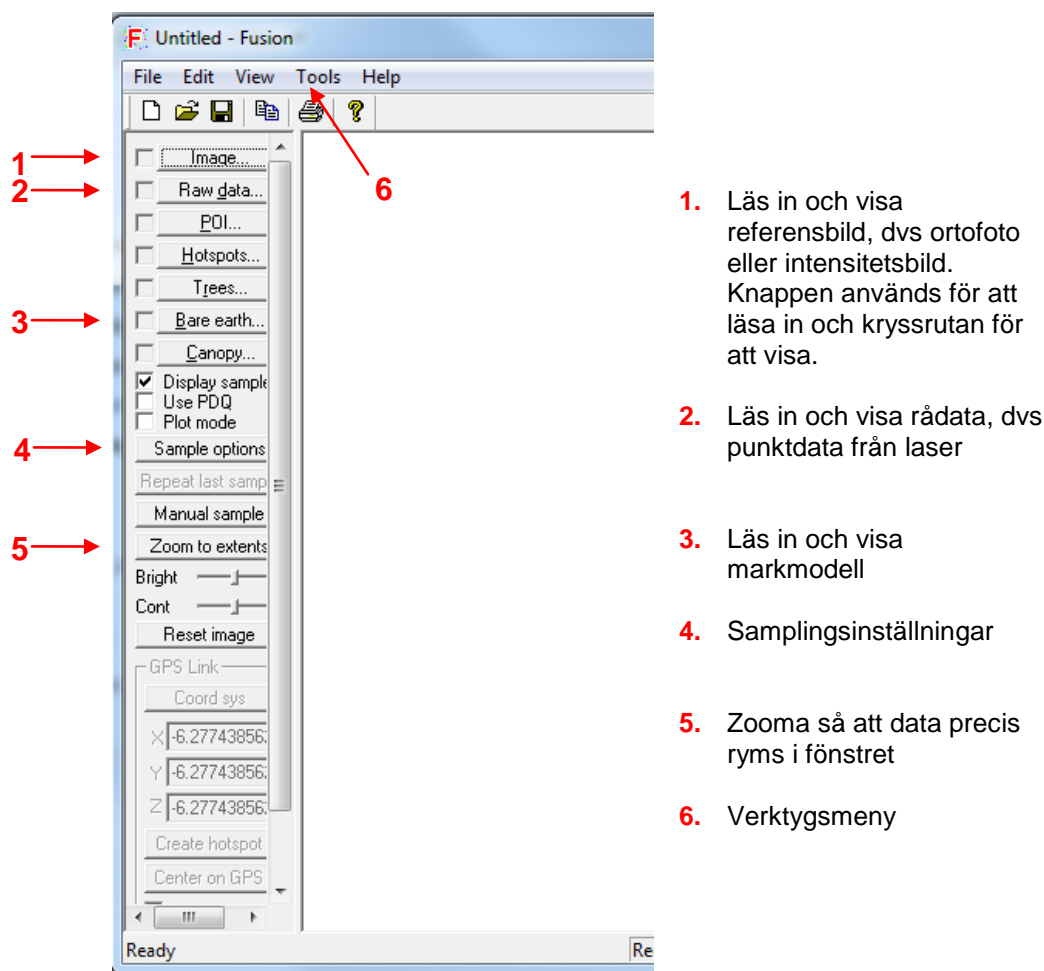 F Untitled - Fusion
File Edit View Tools Help
1 Image...
2 Raw data...
6
POI...
Hotspots...
Trees...
3 Bare earth...
Canopy...
Display sample
Use PDQ
Plot mode
4 Sample options
Repeat last samp
Manual sample
5 Zoom to extents
Bright
Cont
Reset image
GPS Link
Coord sys
X -6.27743856
Y -6.27743856
Z -6.27743856
Create hotspot
Center on GPS
Ready Re
1. Läs in och visa
referensbild, dvs ortofoto
eller intensitetsbild.
Knappen används för att
läsa in och kryssrutan för
att visa.
2. Läs in och visa rådata, dvs
punktdata från laser
3. Läs in och visa
markmodell
4. Samplingsinställningar
5. Zooma så att data precis
ryms i fönstret
6. Verktygsmeny